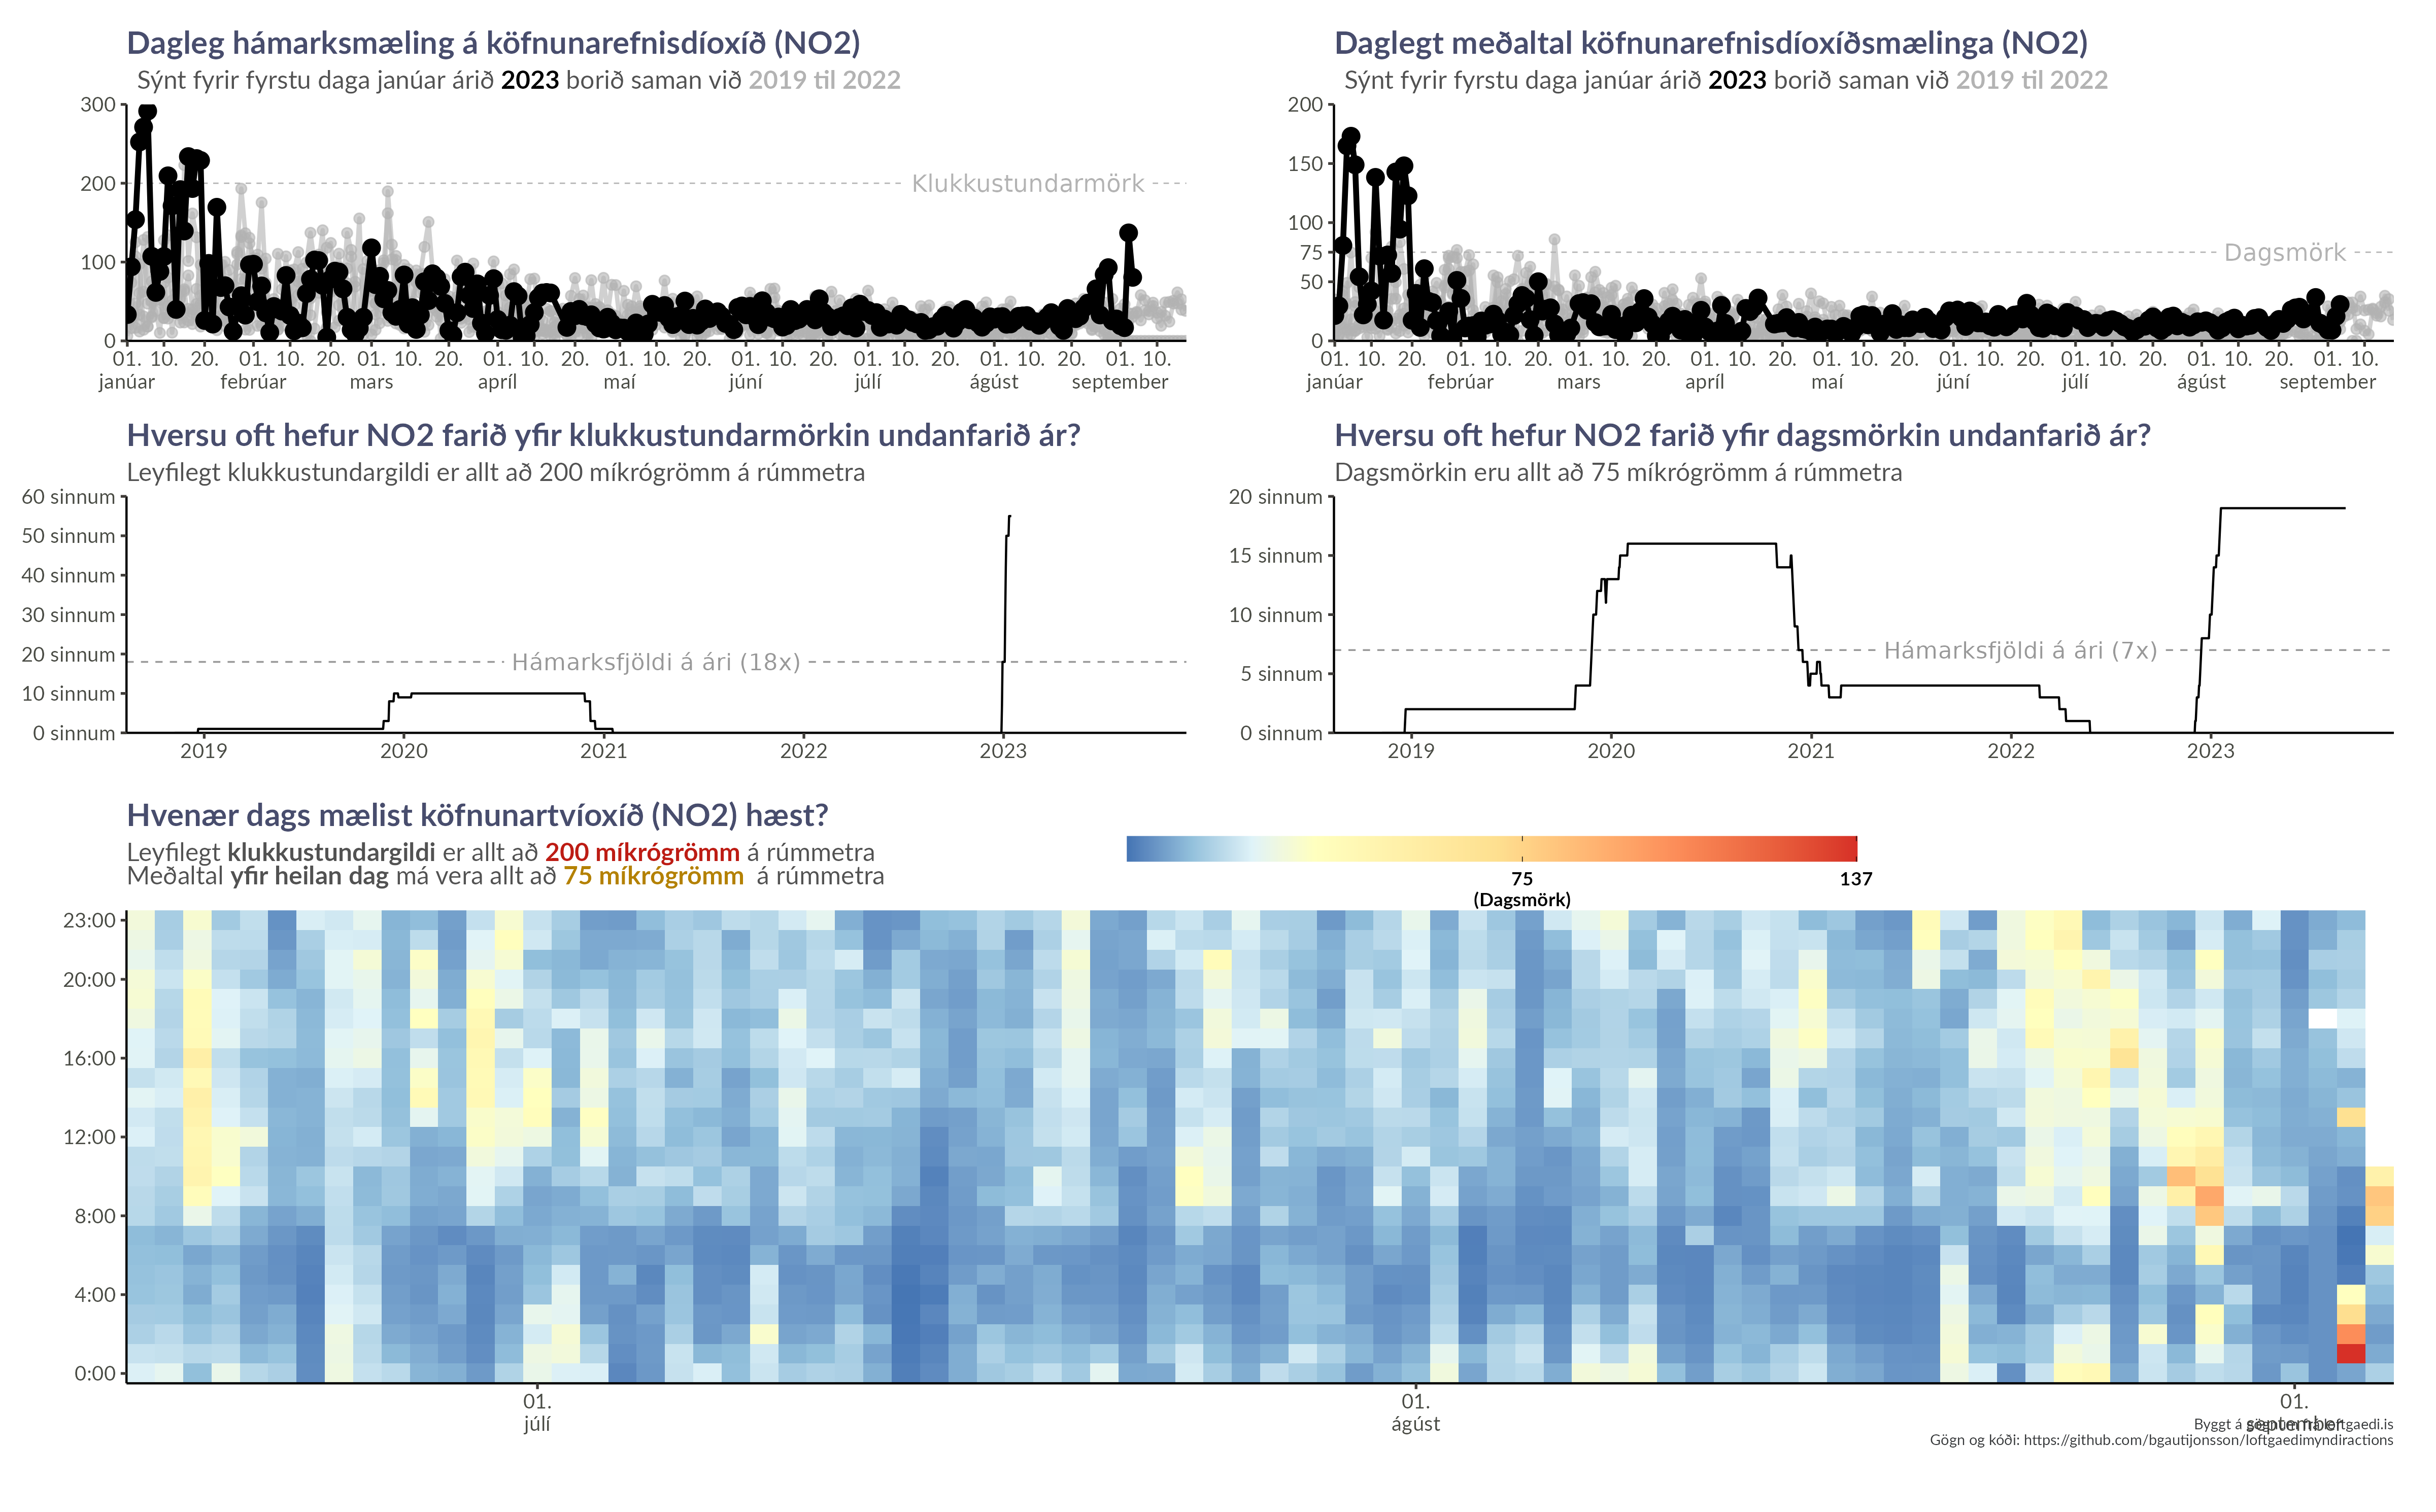 Dagleg hámarksmæling á köfnunarefnisdíoxíð (NO2)
Sýnt fyrir fyrstu daga janúar árið 2023 borið saman við 2019 til 2022
300
200
100
0
Klukkustundarmörk
01. 10. 20. 01. 10. 20. 01. 10. 20. 01. 10. 20. 01. 10. 20. 01. 10. 20. 01. 10. 20. 01. 10. 20. 01. 10.
janúar febrúar mars apríl maí júní júlí ágúst september
Daglegt meðaltal köfnunarefnisdíoxíðsmælinga (NO2)
Sýnt fyrir fyrstu daga janúar árið 2023 borið saman við 2019 til 2022
200
150
100
75
50
0
Dagsmörk
01. 10. 20. 01. 10. 20. 01. 10. 20. 01. 10. 20. 01. 10. 20. 01. 10. 20. 01. 10. 20. 01. 10. 20. 01. 10.
janúar febrúar mars apríl maí júní júlí ágúst september
Hversu oft hefur NO2 farið yfir klukkustundarmörkin undanfarið ár?
Leyfilegt klukkustundargildi er allt að 200 míkrógrömm á rúmmetra
60 sinnum
50 sinnum
40 sinnum
30 sinnum
20 sinnum
10 sinnum
0 sinnum
Hámarksfjöldi á ári (18x)
2019 2020 2021 2022 2023
Hversu oft hefur NO2 farið yfir dagsmörkin undanfarið ár?
Dagsmörkin eru allt að 75 míkrógrömm á rúmmetra
20 sinnum
15 sinnum
10 sinnum
5 sinnum
0 sinnum
Hámarksfjöldi á ári (7x)
2019 2020 2021 2022 2023
Hvenær dags mælist köfnunartvíoxíð (NO2) hæst?
Leyfilegt klukkustundargildi er allt að 200 míkrógrömm á rúmmetra
Meðaltal yfir heilan dag má vera allt að 75 míkrógrömm á rúmmetra
75 137
(Dagsmörk)
23:00
20:00
16:00
12:00
8:00
4:00
0:00
01. 01. 01.
júlí ágúst september
Byggt á gögnum frá loftgaedi.is
Gögn og kóði: https://github.com/bgautijonsson/loftgaedimyndiractions